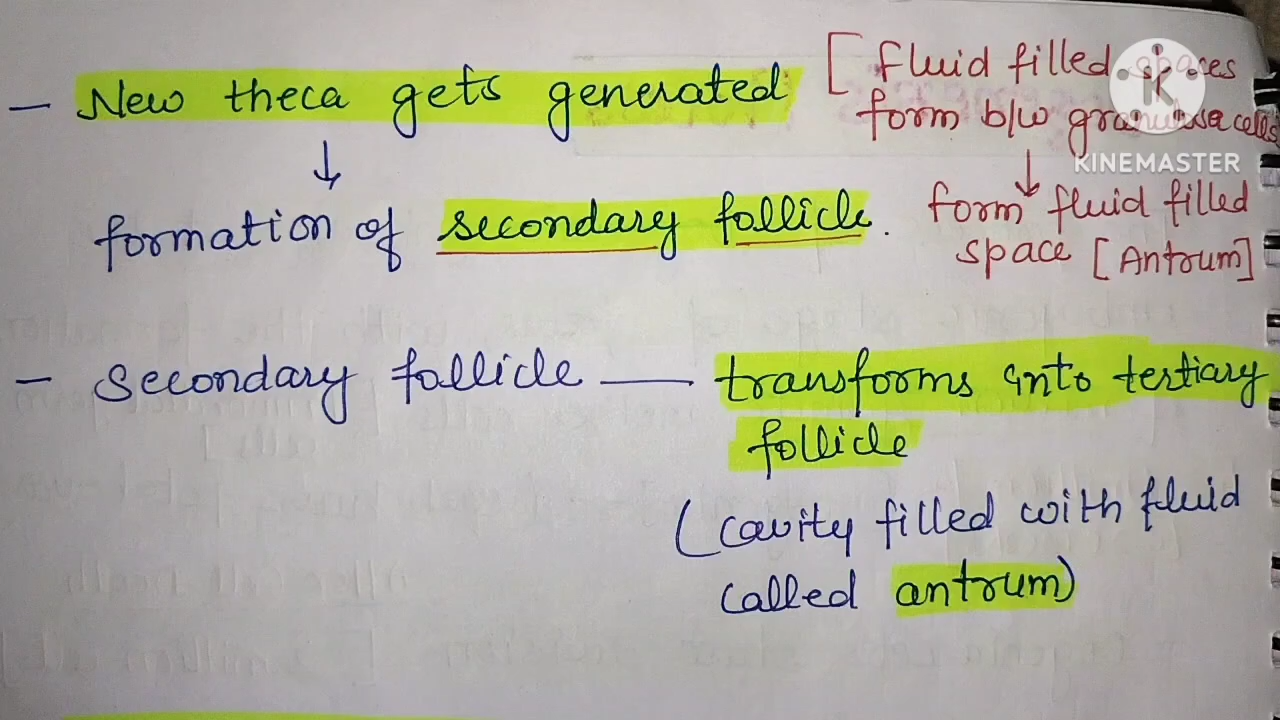 - New theca gets generated
↓
formation of secondary follicle.
[ fluid filled spaces
form b/w granulosa cells
↓
form fluid filled
space [Antrum]
KINEMASTER
- Secondary follicle — transforms into tertiary
follicle
(cavity filled with fluid
called antrum)